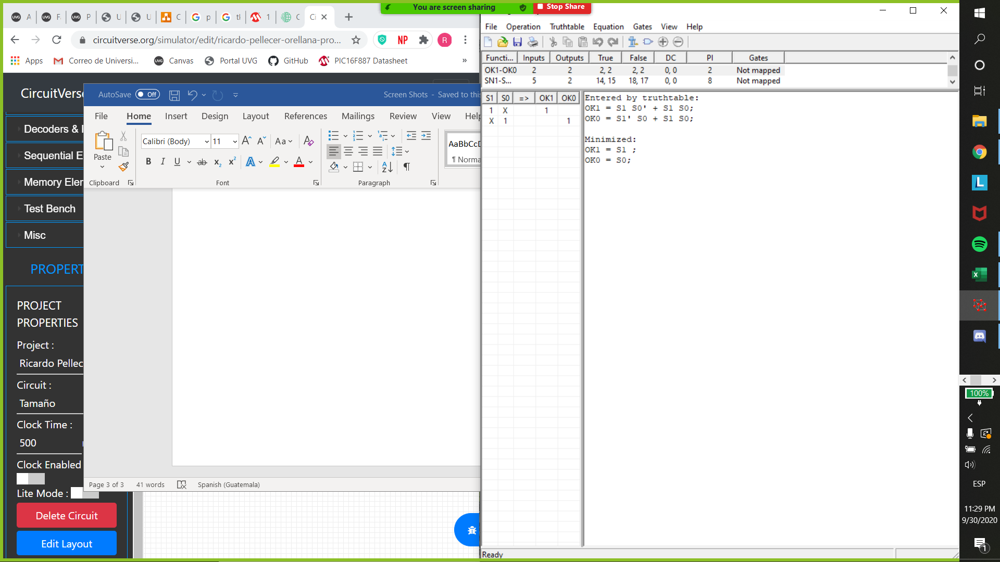 You are screen sharing
Stop Share
circuitverse.org/simulator/edit/ricardo-pellecer-orellana-pro...
NP
R
Apps
Correo de Universi...
Canvas
Portal UVG
GitHub
PIC16F887 Datasheet
»
CircuitVerse
Decoders &
Sequential E
Memory Eler
Test Bench
Misc
PROPERT
PROJECT
PROPERTIES
Project :
Ricardo Pellec
Circuit :
Tamaño
Clock Time :
500
Clock Enabled
Lite Mode :
Delete Circuit
Edit Layout
AutoSave Off
Screen Shots - Saved to this
File Home Insert Design Layout References Mailings Review View Help
Paste
Calibri (Body) 11
Aa
B I U ab x₂ x² A A
AaBbCcD
¶ Norma
Clipboard
Font
Paragraph
Page 3 of 3 41 words Spanish (Guatemala)
File Operation Truthtable Equation Gates View Help
Functi... Inputs Outputs True False DC PI Gates
OK1-OK0 2 2 2, 2 2, 2 0, 0 2 Not mapped
SN1-S... 5 2 14, 15 18, 17 0, 0 8 Not mapped
S1 S0 => OK1 OK0
1 X 1
X 1 1
Entered by truthtable:
OK1 = S1 S0' + S1 S0;
OK0 = S1' S0 + S1 S0;
Minimized:
OK1 = S1 ;
OK0 = S0;
Ready
100%
ESP
11:29 PM
9/30/2020
1